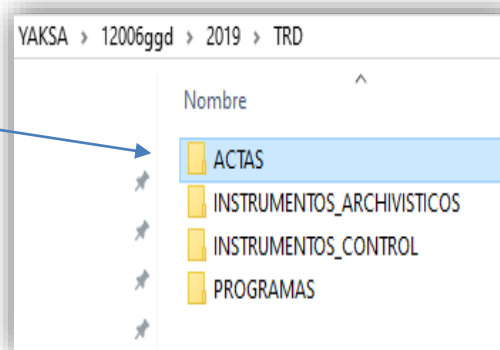 YAKSA > 12006ggd > 2019 > TRD
Nombre
ACTAS
INSTRUMENTOS_ARCHIVISTICOS
INSTRUMENTOS_CONTROL
PROGRAMAS